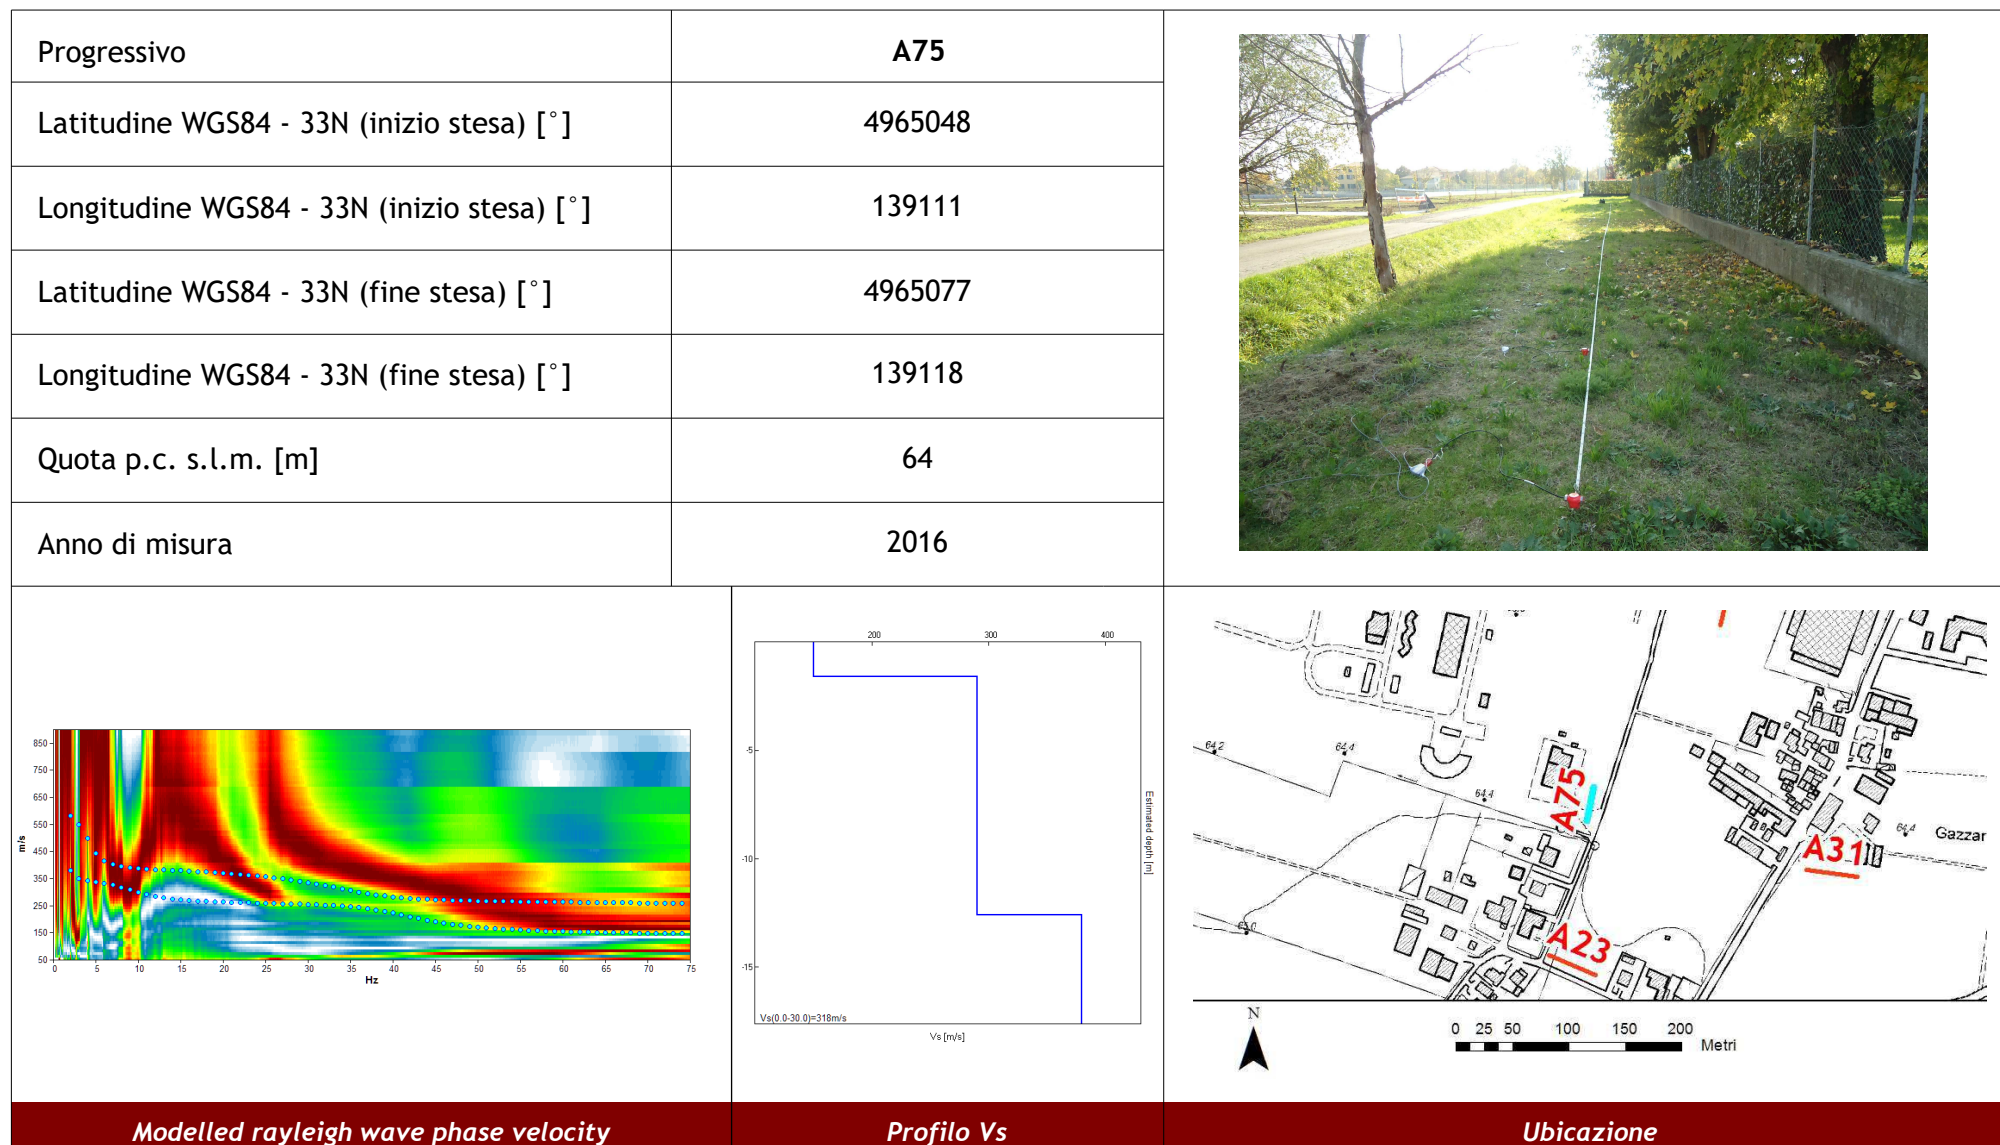 Progressivo
A75
Latitudine WGS84 - 33N (inizio stesa) [°]
4965048
Longitudine WGS84 - 33N (inizio stesa) [°]
139111
Latitudine WGS84 - 33N (fine stesa) [°]
4965077
Longitudine WGS84 - 33N (fine stesa) [°]
139118
Quota p.c. s.l.m. [m]
64
Anno di misura
2016
850
750
650
550
450
350
250
150
50
m/s
0 5 10 15 20 25 30 35 40 45 50 55 60 65 70 75
Hz
200 300 400
-5
-10
-15
Estimated depth [m]
Vs(0.0-30.0)=318m/s
Vs [m/s]
64.2
64.4
64.4
A75
64.4
Gazzar
A31
A23
N
0 25 50 100 150 200
Metri
Modelled rayleigh wave phase velocity
Profilo Vs
Ubicazione